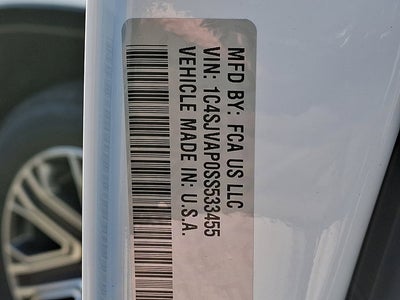 MFD BY: FCA US LLC
VIN: 1C4SJVAP0SS533455
VEHICLE MADE IN: U.S.A.